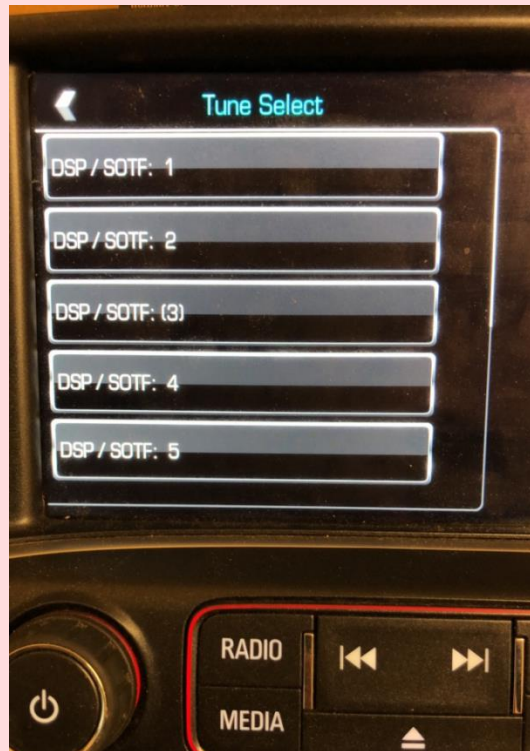 Tune Select
DSP / SOTF: 1
DSP / SOTF: 2
DSP / SOTF: (3)
DSP / SOTF: 4
DSP / SOTF: 5
RADIO
MEDIA